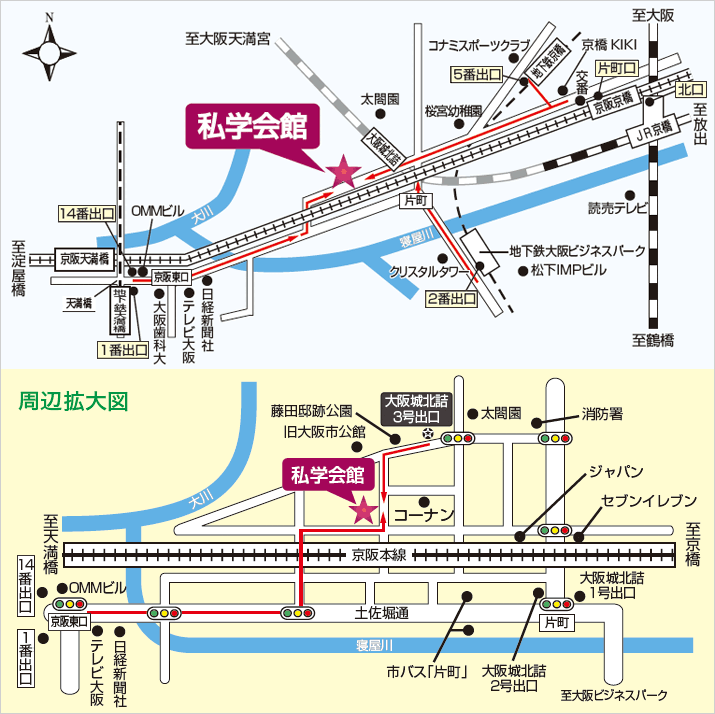 N
至大阪天満宮
コナミスポーツクラブ
地下鉄京橋
京橋 KIKI
至大阪
5番出口
交番
片町口
太閤園
桜宮幼稚園
京阪京橋
北口
私学会館
大阪城北詰
JR京橋
至放出
14番出口
OMMビル
大川
片町
読売テレビ
寝屋川
至淀屋橋
京阪天満橋
京阪東口
地下鉄大阪ビジネスパーク
クリスタルタワー
松下IMPビル
天満橋
地下鉄天満橋
2番出口
1番出口
大阪歯科大
テレビ大阪
日経新聞社
至鶴橋
周辺拡大図
藤田邸跡公園
大阪城北詰
3号出口
太閤園
消防署
旧大阪市公館
私学会館
ジャパン
セブンイレブン
大川
コーナン
至天満橋
京阪本線
至京橋
14番出口
OMMビル
大阪城北詰
1号出口
京阪東口
土佐堀通
片町
1番出口
テレビ大阪
日経新聞社
寝屋川
市バス「片町」
大阪城北詰
2号出口
至大阪ビジネスパーク